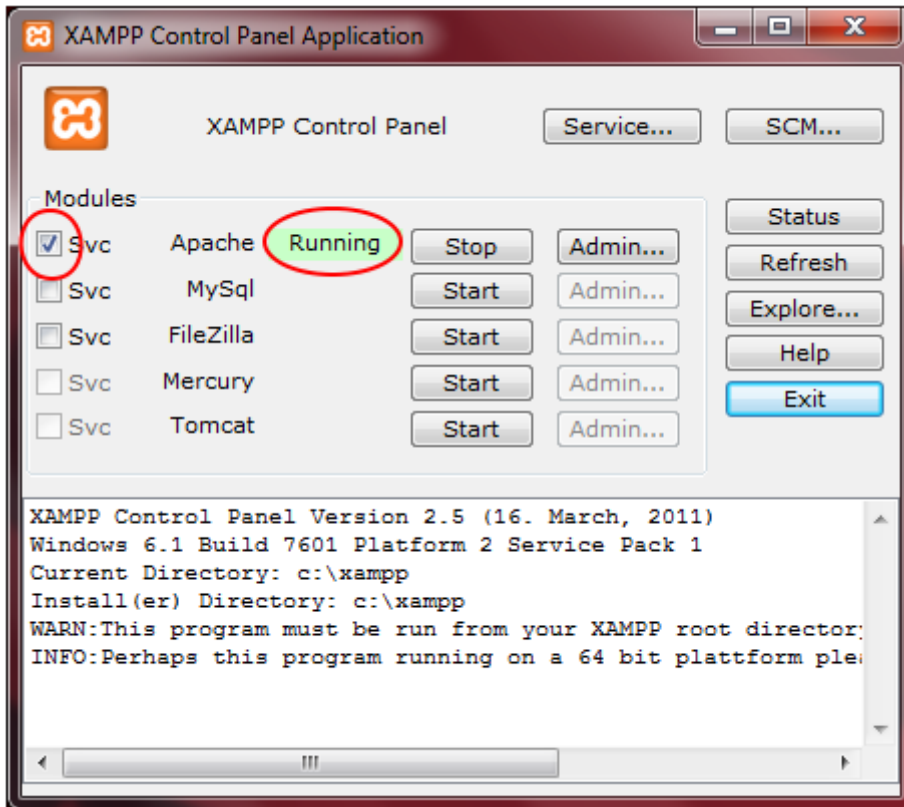 XAMPP Control Panel Application
XAMPP Control Panel Service... SCM...
Modules
Svc Apache Running Stop Admin...
Svc MySql Start Admin...
Svc FileZilla Start Admin...
Svc Mercury Start Admin...
Svc Tomcat Start Admin...
Status
Refresh
Explore...
Help
Exit
XAMPP Control Panel Version 2.5 (16. March, 2011)
Windows 6.1 Build 7601 Platform 2 Service Pack 1
Current Directory: c:\xampp
Install(er) Directory: c:\xampp
WARN:This program must be run from your XAMPP root
INFO:Perhaps this program running on a 64 bit plattform